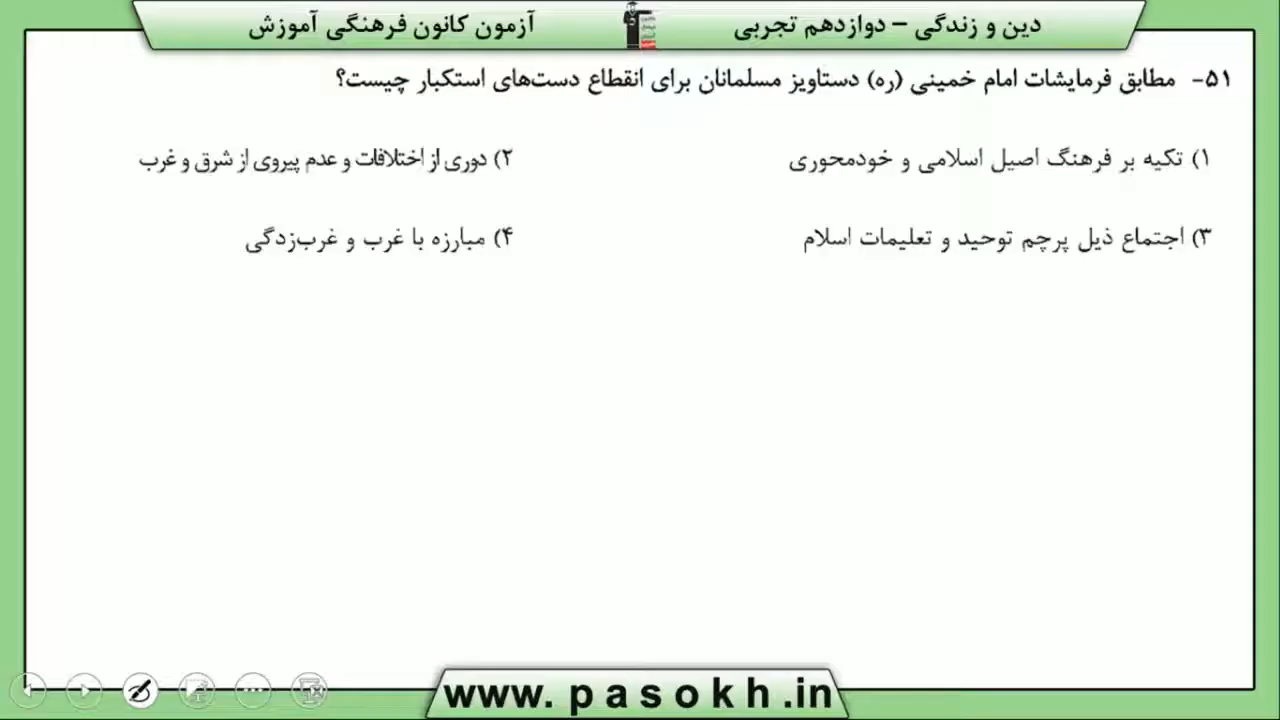 دین و زندگی – دوازدهم تجربی
آزمون کانون فرهنگی آموزش
۵۱- مطابق فرمایشات امام خمینی (ره) دستاویز مسلمانان برای انقطاع دست‌های استکبار چیست؟
۱) تکیه بر فرهنگ اصیل اسلامی و خودمحوری
۲) دوری از اختلافات و عدم پیروی از شرق و غرب
۳) اجتماع ذیل پرچم توحید و تعلیمات اسلام
۴) مبارزه با غرب و غرب‌زدگی
www. p a s o k h .in